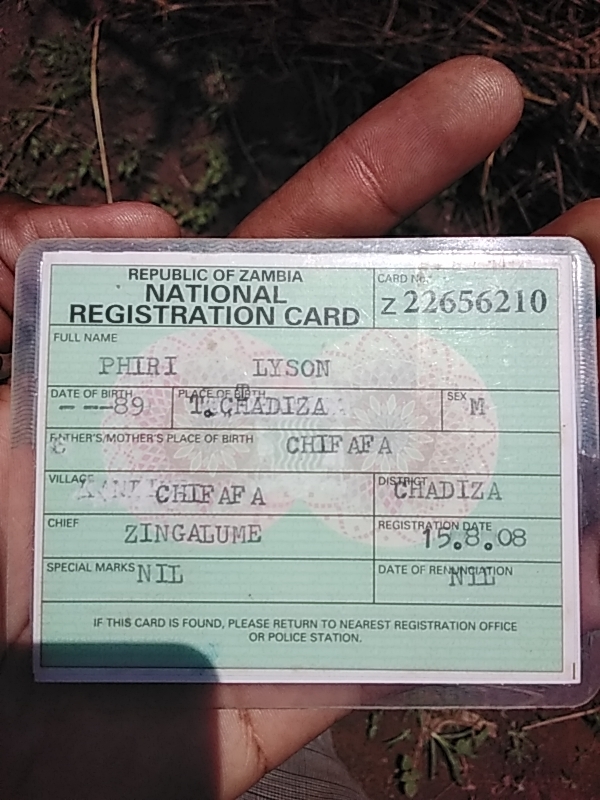 REPUBLIC OF ZAMBIA
NATIONAL
REGISTRATION CARD
CARD No.
Z 22656210
FULL NAME
PHIRI LYSON
DATE OF BIRTH
- --89
PLACE OF BIRTH
T. CHADIZA
SEX
M
FATHER'S/MOTHER'S PLACE OF BIRTH
CHIFAFA
VILLAGE
CHIFAFA
DISTRICT
CHADIZA
CHIEF
ZINGALUME
REGISTRATION DATE
15.8.08
SPECIAL MARKS
NIL
DATE OF RENUNCIATION
NIL
IF THIS CARD IS FOUND, PLEASE RETURN TO NEAREST REGISTRATION OFFICE
OR POLICE STATION.